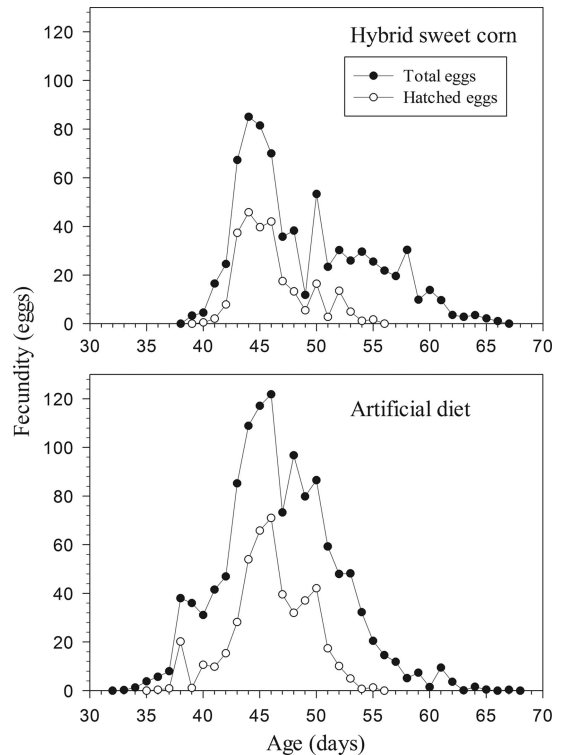 Hybrid sweet corn
Total eggs
Hatched eggs
120
100
80
60
40
20
0
30 35 40 45 50 55 60 65 70
Fecundity (eggs)
Artificial diet
120
100
80
60
40
20
0
30 35 40 45 50 55 60 65 70
Age (days)